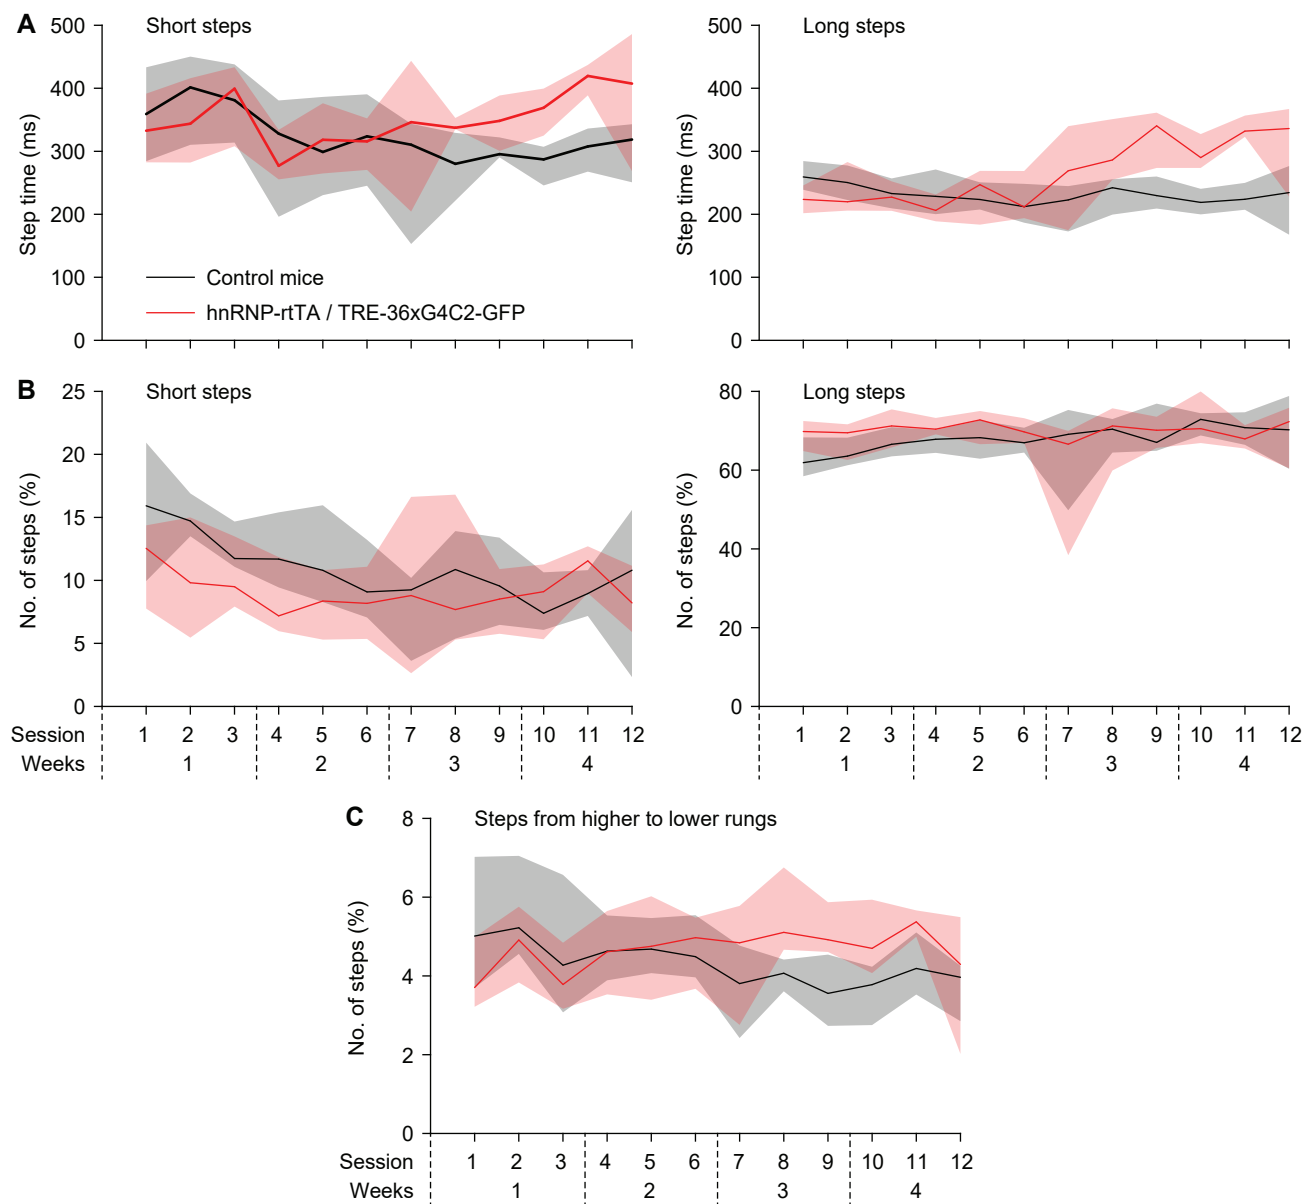 A
Short steps
Long steps
Step time (ms)
500
400
300
200
100
0
Control mice
hnRNP-rtTA / TRE-36xG4C2-GFP
Step time (ms)
500
400
300
200
100
0
B
Short steps
Long steps
No. of steps (%)
25
20
15
10
5
0
No. of steps (%)
80
60
40
20
0
Session 1 2 3 4 5 6 7 8 9 10 11 12
Weeks 1 2 3 4
1 2 3 4 5 6 7 8 9 10 11 12
1 2 3 4
C
Steps from higher to lower rungs
No. of steps (%)
8
6
4
2
0
Session 1 2 3 4 5 6 7 8 9 10 11 12
Weeks 1 2 3 4